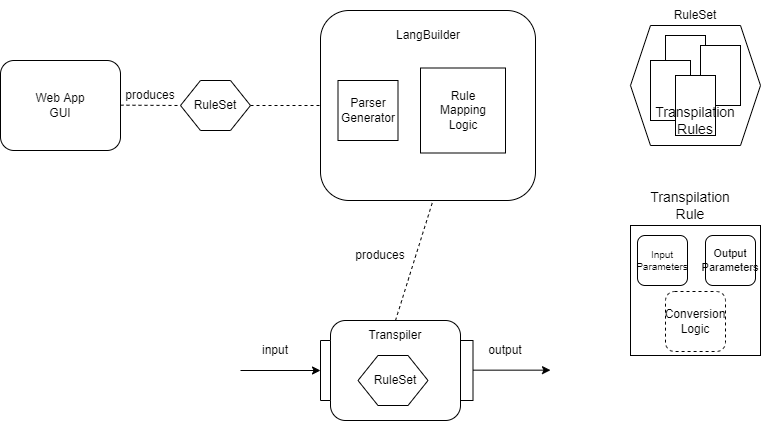 Web App
GUI
produces
RuleSet
LangBuilder
Parser
Generator
Rule
Mapping
Logic
RuleSet
Transpilation
Rules
produces
Transpilation
Rule
Input
Parameters
Output
Parameters
Conversion
Logic
input
Transpiler
RuleSet
output